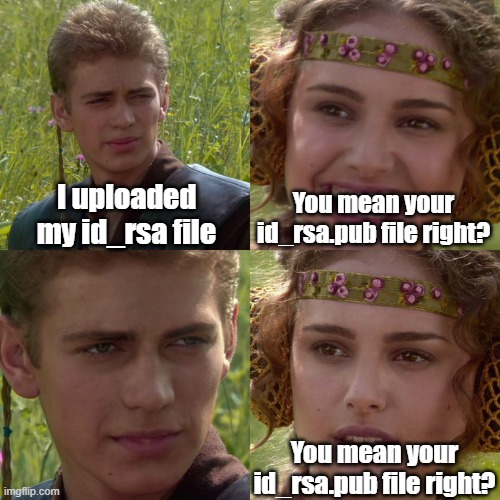 I uploaded
my id_rsa file
You mean your
id_rsa.pub file right?
You mean your
id_rsa.pub file right?
imgflip.com